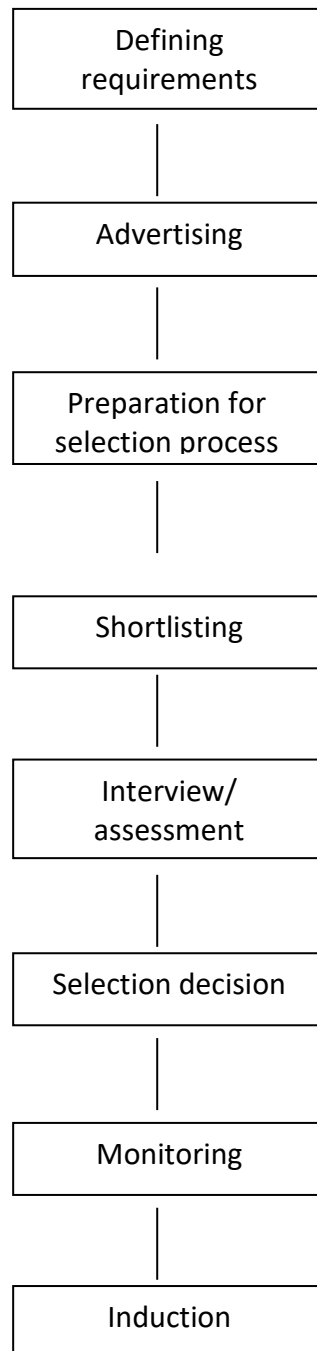 Defining
requirements
Advertising
Preparation for
selection process
Shortlisting
Interview/
assessment
Selection decision
Monitoring
Induction